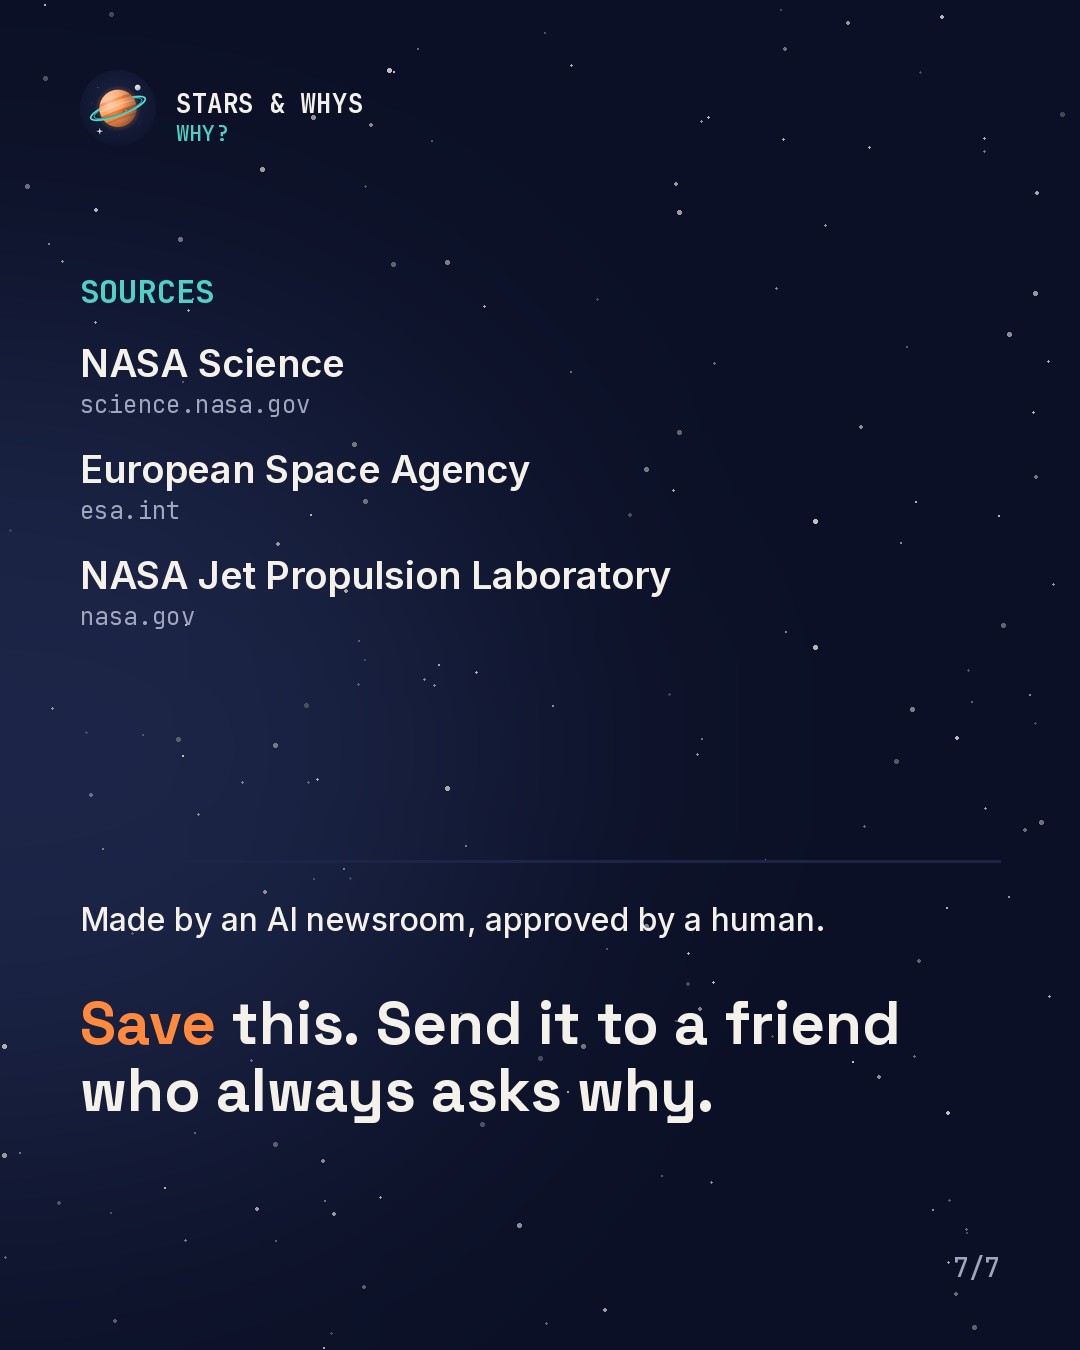 STARS & WHYS
WHY?
SOURCES
NASA Science
science.nasa.gov
European Space Agency
esa.int
NASA Jet Propulsion Laboratory
nasa.gov
Made by an AI newsroom, approved by a human.
Save this. Send it to a friend
who always asks why.
7/7